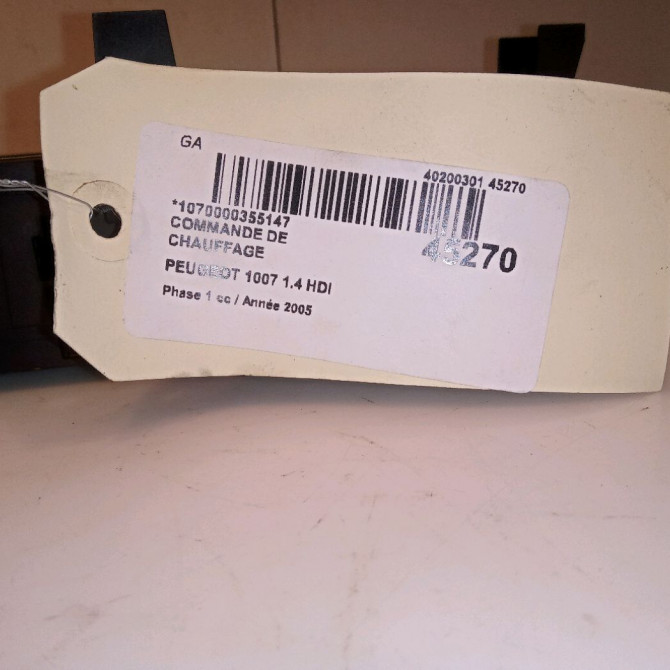 GA
40200301 45270
*1070000355147
COMMANDE DE
CHAUFFAGE
45270
PEUGEOT 1007 1.4 HDI
Phase 1 cc / Année 2005